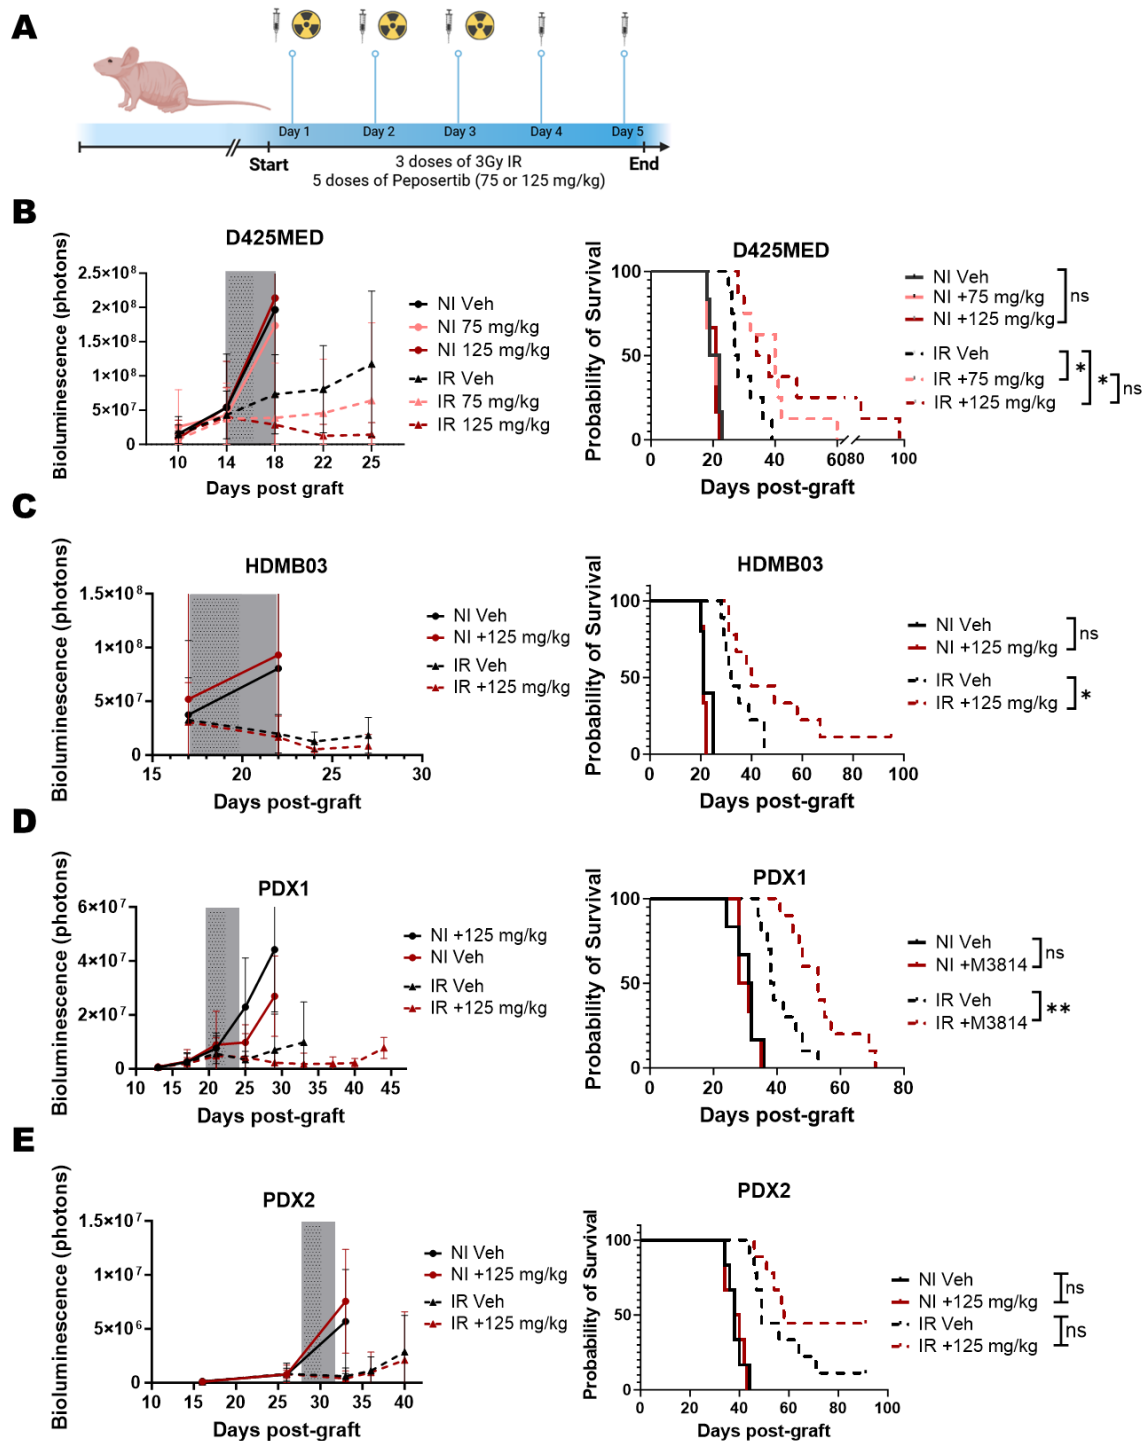 A
Day 1
Day 2
Day 3
Day 4
Day 5
Start
3 doses of 3Gy IR
End
5 doses of Peposertib (75 or 125 mg/kg)
B
D425MED
Bioluminescence (photons)
2.5×10⁸
2×10⁸
1.5×10⁸
1×10⁸
5×10⁷
0
10
14
18
22
25
Days post graft
NI Veh
NI 75 mg/kg
NI 125 mg/kg
IR Veh
IR 75 mg/kg
IR 125 mg/kg
D425MED
Probability of Survival
100
50
0
0
20
40
60
80
100
Days post-graft
NI Veh
NI +75 mg/kg
NI +125 mg/kg
ns
IR Veh
IR +75 mg/kg
IR +125 mg/kg
*
*
ns
C
HDMB03
Bioluminescence (photons)
1.5×10⁸
1×10⁸
5×10⁷
0
15
20
25
30
Days post-graft
NI Veh
NI +125 mg/kg
IR Veh
IR +125 mg/kg
HDMB03
Probability of Survival
100
50
0
0
20
40
60
80
100
Days post-graft
NI Veh
NI +125 mg/kg
ns
IR Veh
IR +125 mg/kg
*
D
PDX1
Bioluminescence (photons)
6×10⁷
4×10⁷
2×10⁷
0
10
15
20
25
30
35
40
45
Days post-graft
NI +125 mg/kg
NI Veh
IR Veh
IR +125 mg/kg
PDX1
Probability of Survival
100
50
0
0
20
40
60
80
Days post-graft
NI Veh
NI +M3814
ns
IR Veh
IR +M3814
**
E
PDX2
Bioluminescence (photons)
1.5×10⁷
1×10⁷
5×10⁶
0
10
15
20
25
30
35
40
Days post-graft
NI Veh
NI +125 mg/kg
IR Veh
IR +125 mg/kg
PDX2
Probability of Survival
100
50
0
0
20
40
60
80
100
Days post-graft
NI Veh
NI +125 mg/kg
ns
IR Veh
IR +125 mg/kg
ns